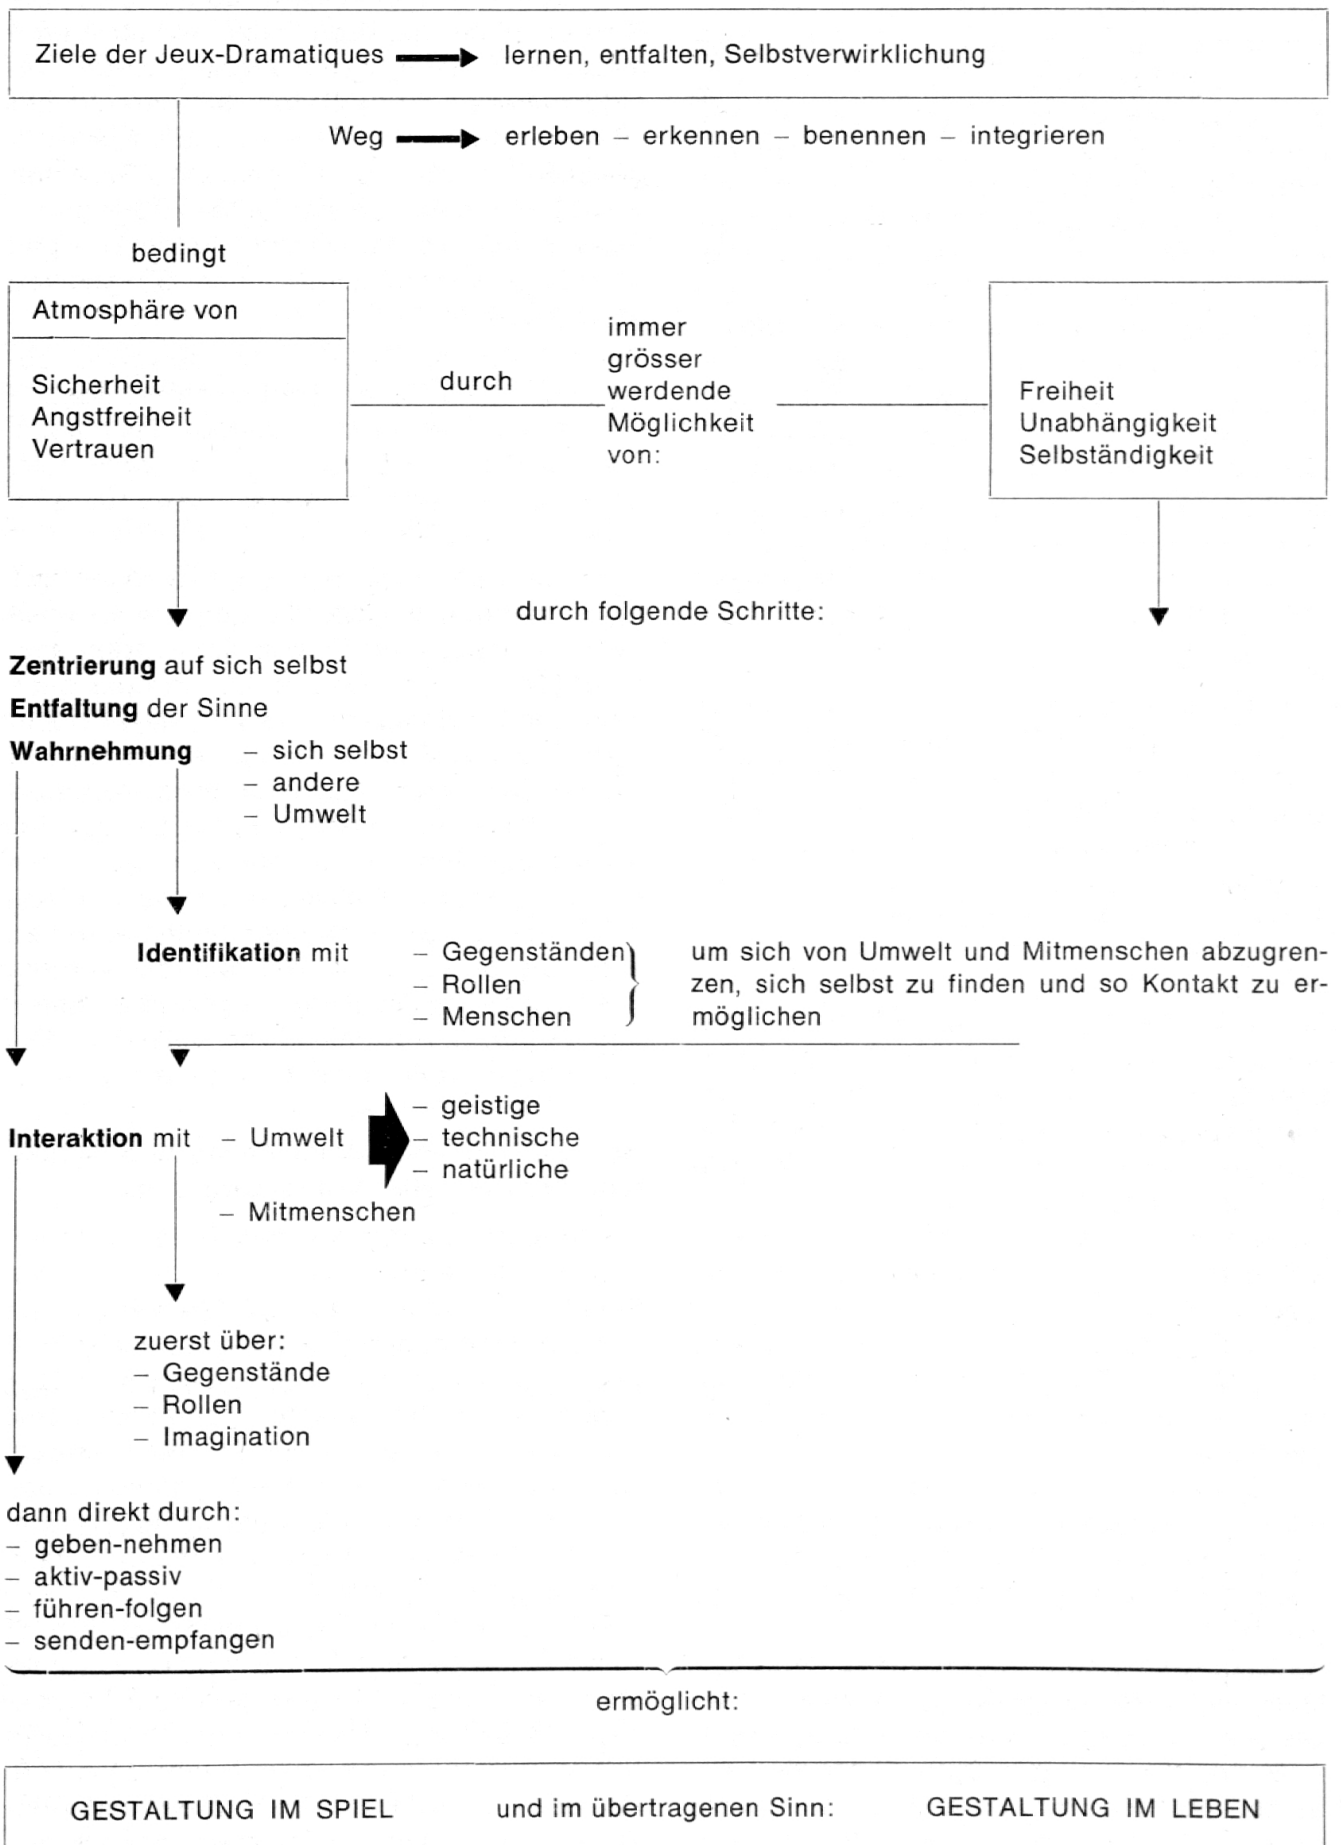 Ziele der Jeux-Dramatiques lernen, entfalten, Selbstverwirklichung
Weg erleben – erkennen – benennen – integrieren
bedingt
Atmosphäre von
Sicherheit
Angstfreiheit
Vertrauen
durch
immer
grösser
werdende
Möglichkeit
von:
Freiheit
Unabhängigkeit
Selbständigkeit
durch folgende Schritte:
Zentrierung auf sich selbst
Entfaltung der Sinne
Wahrnehmung – sich selbst
– andere
– Umwelt
Identifikation mit – Gegenständen
– Rollen
– Menschen
um sich von Umwelt und Mitmenschen abzugren-
zen, sich selbst zu finden und so Kontakt zu er-
möglichen
Interaktion mit – Umwelt
– geistige
– technische
– natürliche
– Mitmenschen
zuerst über:
– Gegenstände
– Rollen
– Imagination
dann direkt durch:
– geben-nehmen
– aktiv-passiv
– führen-folgen
– senden-empfangen
ermöglicht:
GESTALTUNG IM SPIEL und im übertragenen Sinn: GESTALTUNG IM LEBEN